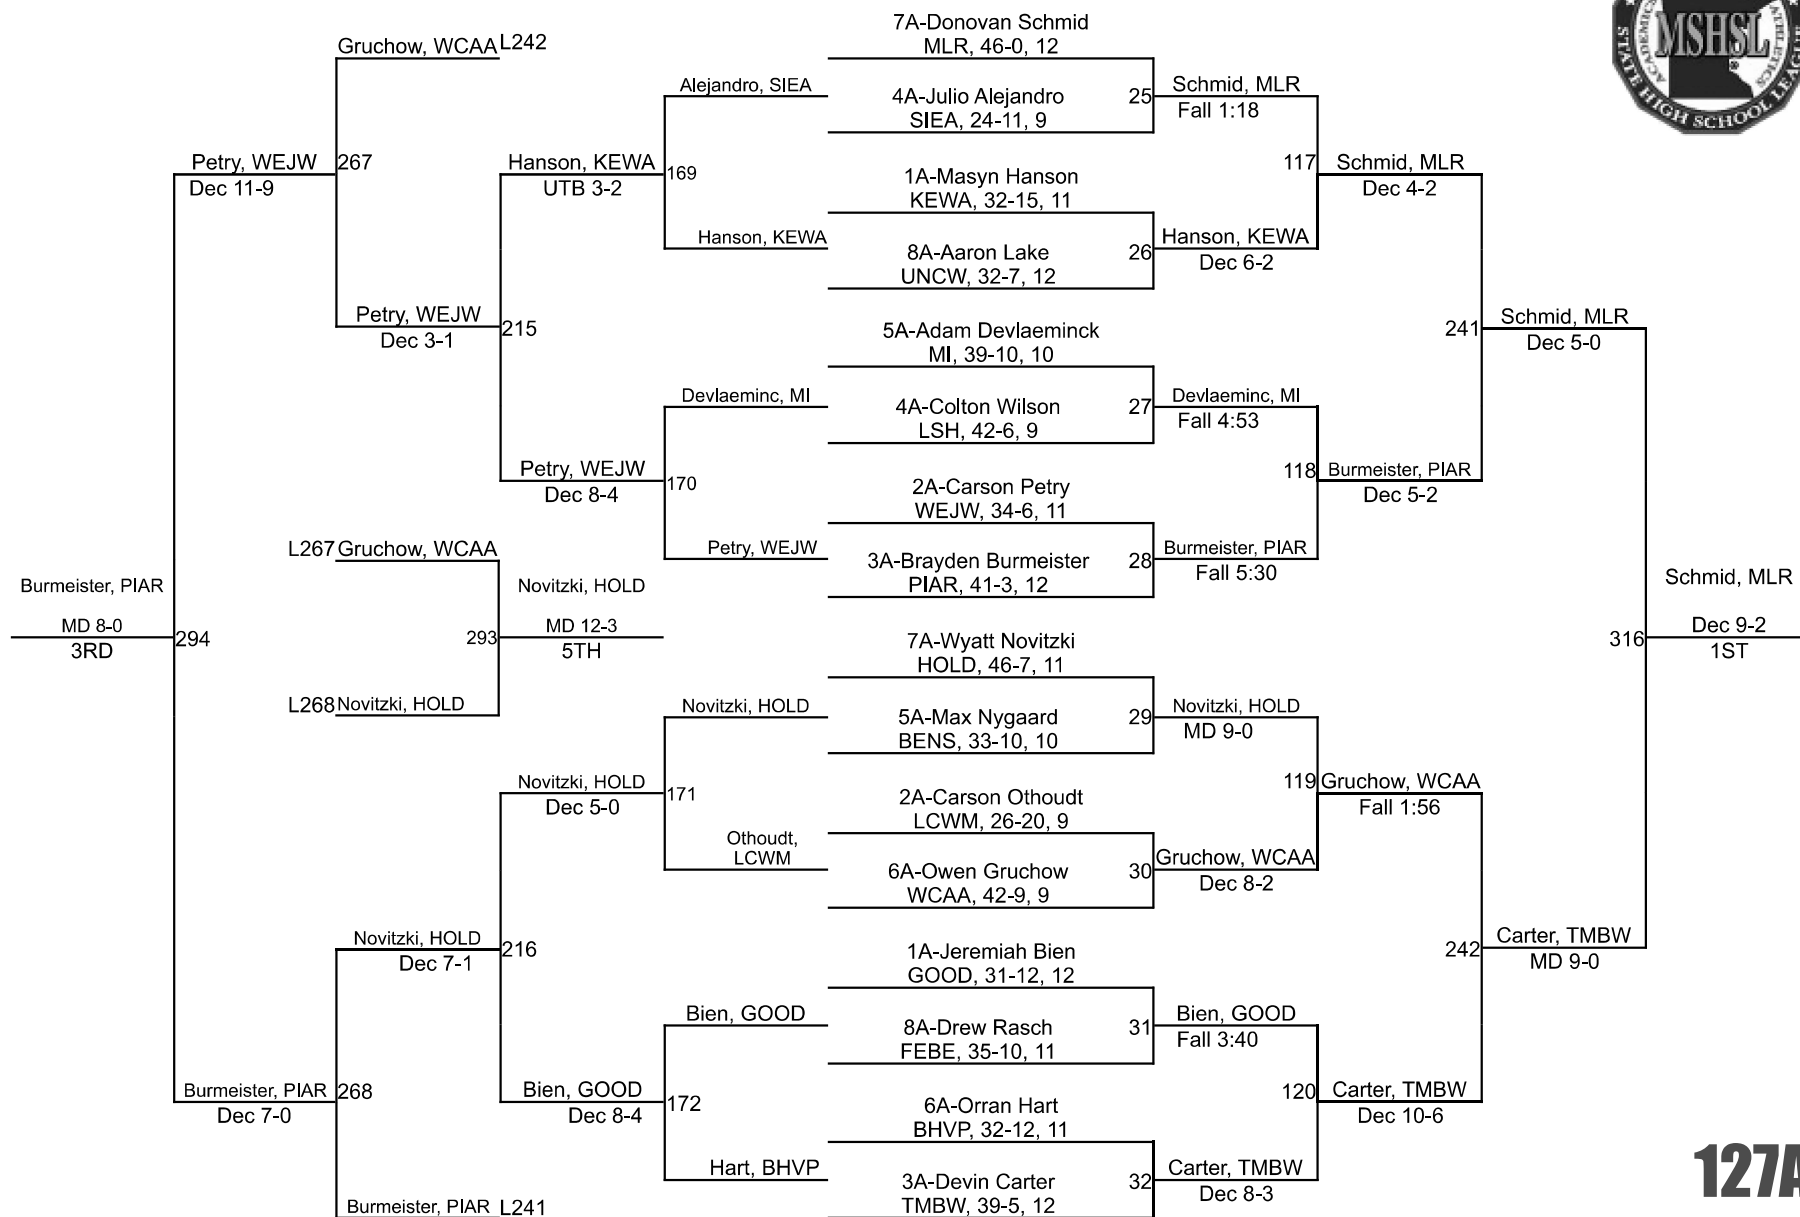 Gruchow, WCAA L242
Petry, WEJW 267
Dec 11-9
Petry, WEJW 215
Dec 3-1
Hanson, KEWA 169
UTB 3-2
Alejandro, SIEA
Hanson, KEWA
Petry, WEJW 170
Dec 8-4
Devlaeminc, MI
Petry, WEJW
L267 Gruchow, WCAA
Novitzki, HOLD
293 MD 12-3
5TH
L268 Novitzki, HOLD
Burmeister, PIAR
MD 8-0 294
3RD
Novitzki, HOLD
Novitzki, HOLD 171
Dec 5-0
Othoudt,
LCWM
Novitzki, HOLD 216
Dec 7-1
Bien, GOOD
Bien, GOOD 172
Dec 8-4
Hart, BHVP
Burmeister, PIAR 268
Dec 7-0
Burmeister, PIAR L241
7A-Donovan Schmid
MLR, 46-0, 12
4A-Julio Alejandro
SIEA, 24-11, 9
1A-Masyn Hanson
KEWA, 32-15, 11
8A-Aaron Lake
UNCW, 32-7, 12
5A-Adam Devlaeminck
MI, 39-10, 10
4A-Colton Wilson
LSH, 42-6, 9
2A-Carson Petry
WEJW, 34-6, 11
3A-Brayden Burmeister
PIAR, 41-3, 12
7A-Wyatt Novitzki
HOLD, 46-7, 11
5A-Max Nygaard
BENS, 33-10, 10
2A-Carson Othoudt
LCWM, 26-20, 9
6A-Owen Gruchow
WCAA, 42-9, 9
1A-Jeremiah Bien
GOOD, 31-12, 12
8A-Drew Rasch
FEBE, 35-10, 11
6A-Orran Hart
BHVP, 32-12, 11
3A-Devin Carter
TMBW, 39-5, 12
25 Schmid, MLR
Fall 1:18
26 Hanson, KEWA
Dec 6-2
27 Devlaeminc, MI
Fall 4:53
28 Burmeister, PIAR
Fall 5:30
29 Novitzki, HOLD
MD 9-0
30 Gruchow, WCAA
Dec 8-2
31 Bien, GOOD
Fall 3:40
32 Carter, TMBW
Dec 8-3
117 Schmid, MLR
Dec 4-2
118 Burmeister, PIAR
Dec 5-2
119 Gruchow, WCAA
Fall 1:56
120 Carter, TMBW
Dec 10-6
241 Schmid, MLR
Dec 5-0
242 Carter, TMBW
MD 9-0
Schmid, MLR
316 Dec 9-2
1ST
MSHSL
ACADEMICS
ATHLETICS
STATE HIGH SCHOOL LEAGUE
127A